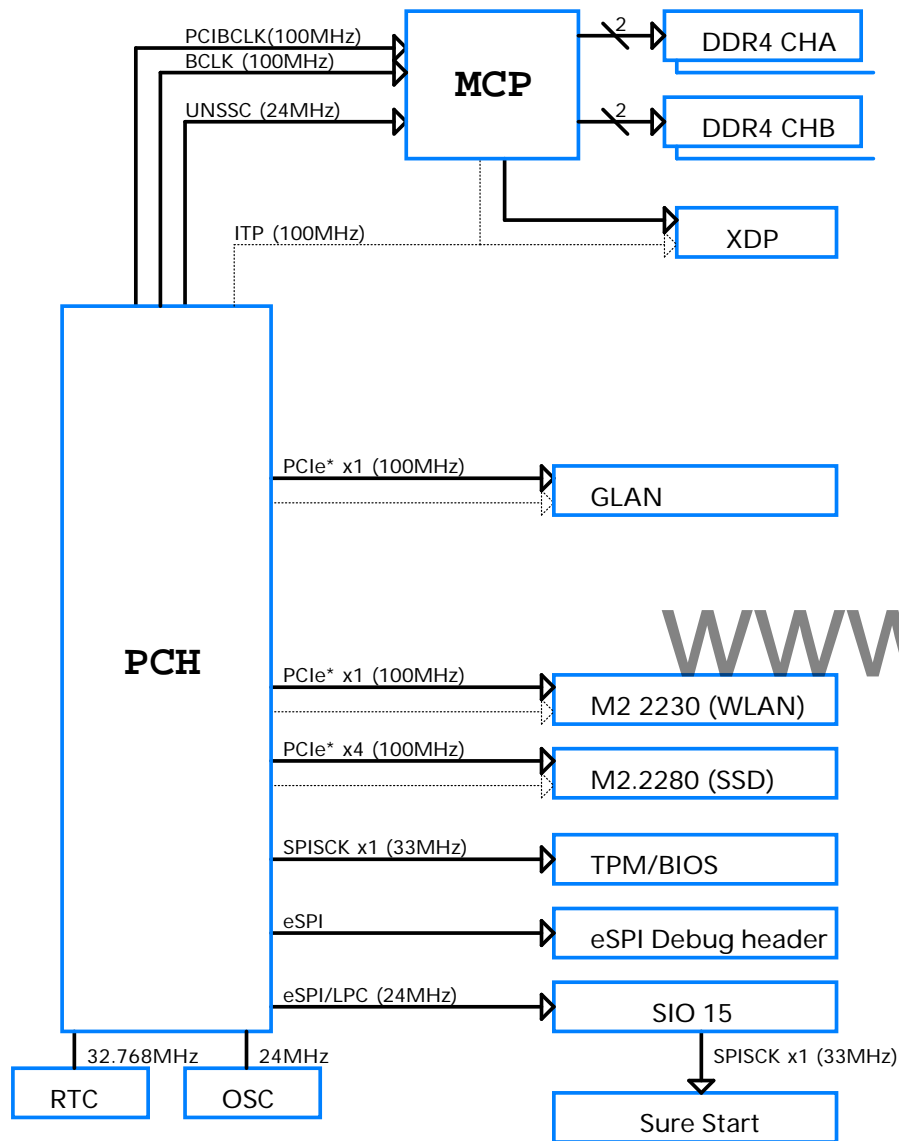 PCIBCLK(100MHz)
BCLK (100MHz)
UNSSC (24MHz)
MCP
2
DDR4 CHA
2
DDR4 CHB
ITP (100MHz)
XDP
PCIe* x1 (100MHz)
GLAN
www
PCH
PCIe* x1 (100MHz)
M2 2230 (WLAN)
PCIe* x4 (100MHz)
M2.2280 (SSD)
SPISCK x1 (33MHz)
TPM/BIOS
eSPI
eSPI Debug header
eSPI/LPC (24MHz)
SIO 15
32.768MHz
24MHz
SPISCK x1 (33MHz)
RTC
OSC
Sure Start